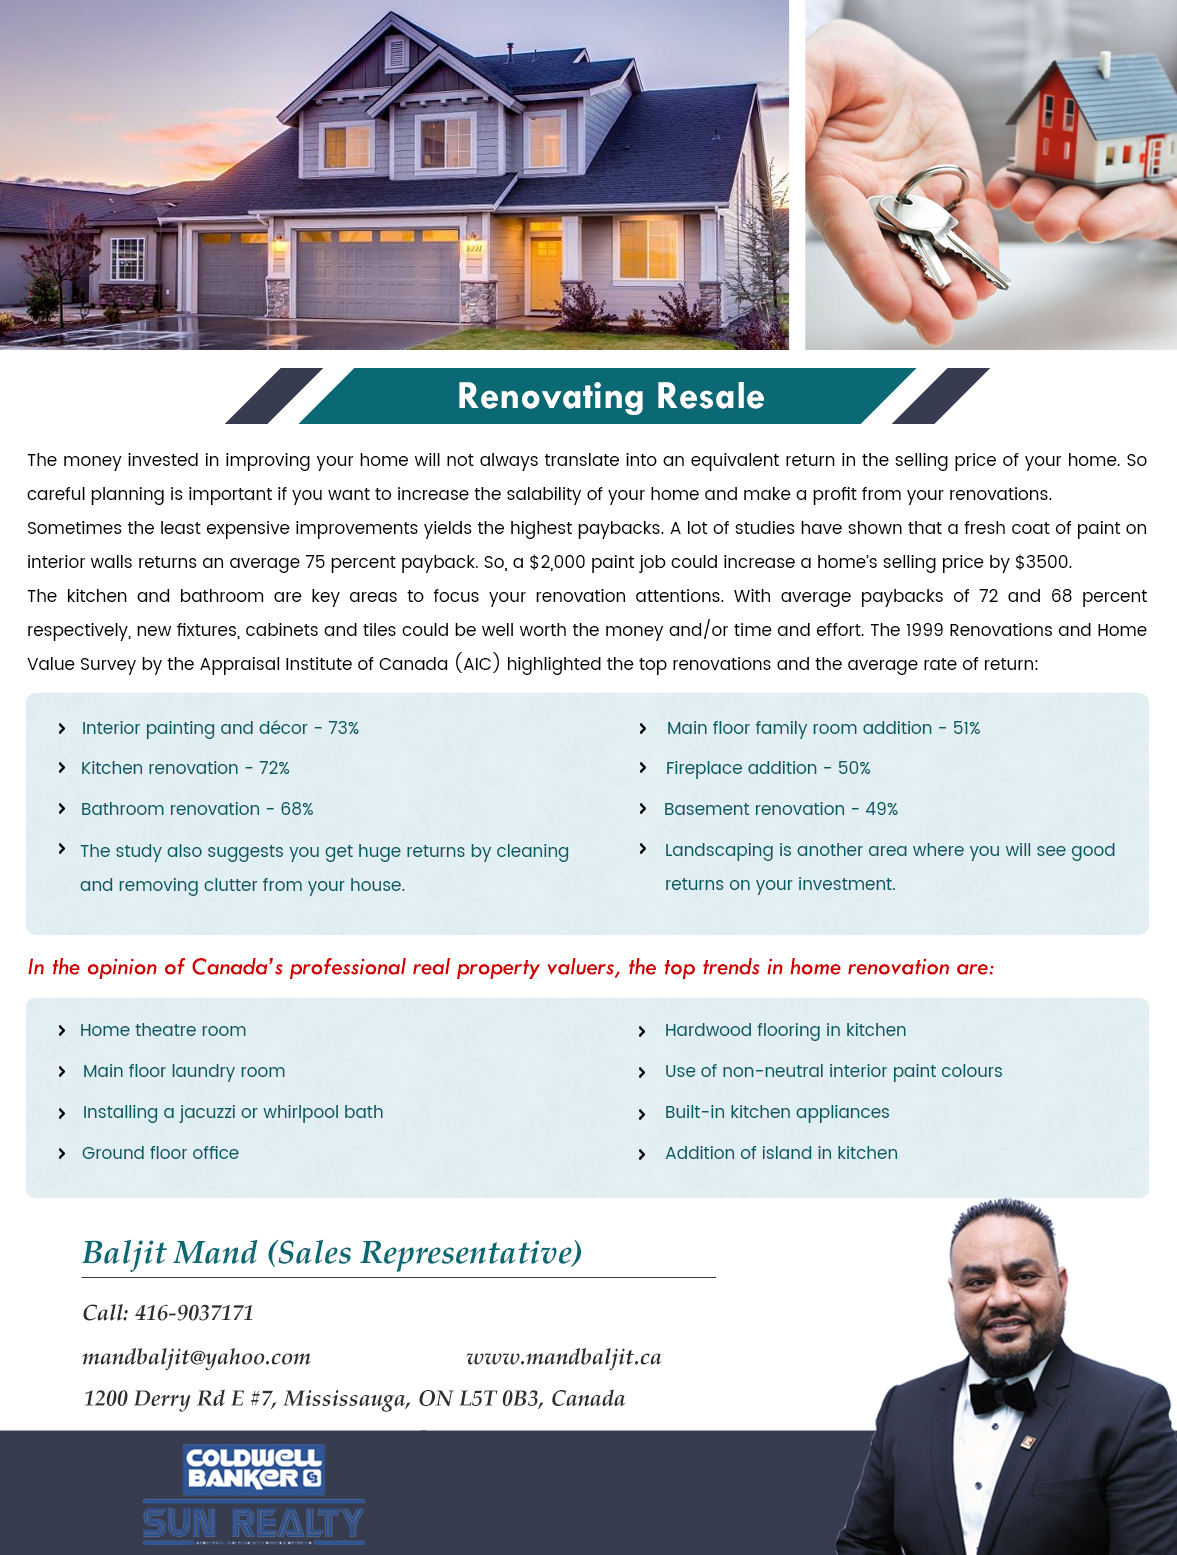 Renovating Resale
The money invested in improving your home will not always translate into an equivalent return in the selling price of your home. So
careful planning is important if you want to increase the salability of your home and make a profit from your renovations.
Sometimes the least expensive improvements yields the highest paybacks. A lot of studies have shown that a fresh coat of paint on
interior walls returns an average 75 percent payback. So, a $2,000 paint job could increase a home's selling price by $3500.
The kitchen and bathroom are key areas to focus your renovation attentions. With average paybacks of 72 and 68 percent
respectively, new fixtures, cabinets and tiles could be well worth the money and/or time and effort. The 1999 Renovations and Home
Value Survey by the Appraisal Institute of Canada (AIC) highlighted the top renovations and the average rate of return:
Interior painting and décor - 73%
Kitchen renovation - 72%
Bathroom renovation - 68%
The study also suggests you get huge returns by cleaning
and removing clutter from your house.
Main floor family room addition - 51%
Fireplace addition - 50%
Basement renovation - 49%
Landscaping is another area where you will see good
returns on your investment.
In the opinion of Canada's professional real property valuers, the top trends in home renovation are:
Home theatre room
Main floor laundry room
Installing a jacuzzi or whirlpool bath
Ground floor office
Hardwood flooring in kitchen
Use of non-neutral interior paint colours
Built-in kitchen appliances
Addition of island in kitchen
Baljit Mand (Sales Representative)
Call: 416-9037171
mandbaljit@yahoo.com www.mandbaljit.ca
1200 Derry Rd E #7, Mississauga, ON L5T 0B3, Canada
COLDWELL
BANKER CB
SUN REALTY